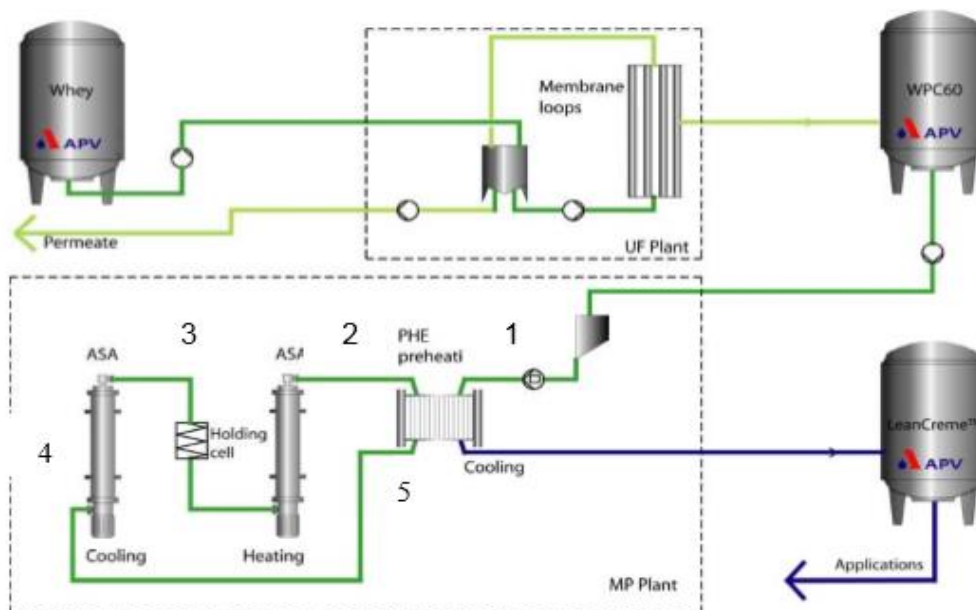 Whey
APV
Permeate
Membrane
loops
UF Plant
WPC60
APV
3
2
PHE
preheati
1
ASA
ASA
4
Holding
cell
5
Cooling
Cooling
Heating
MP Plant
LeanCreme™
APV
Applications